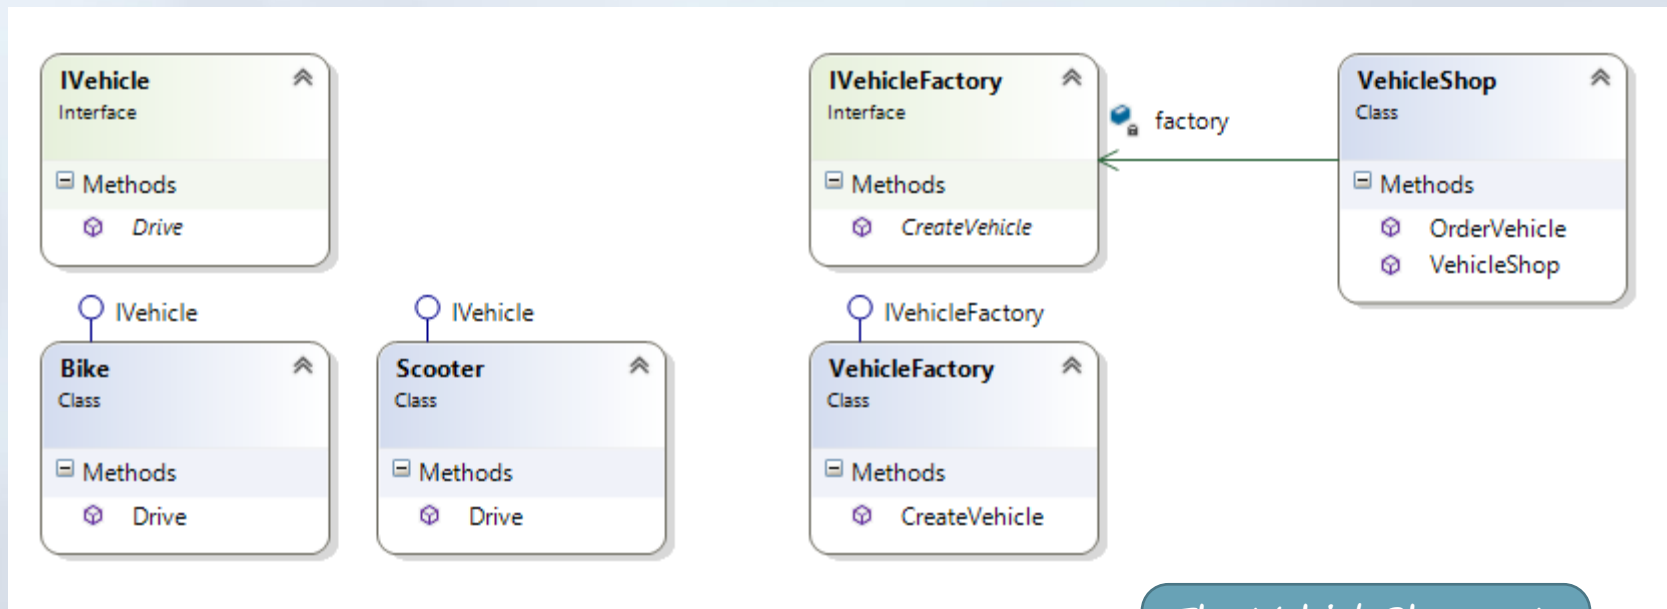 IVehicle
Interface
Methods
Drive
IVehicleFactory
Interface
Methods
CreateVehicle
factory
VehicleShop
Class
Methods
OrderVehicle
VehicleShop
IVehicle
Bike
Class
Methods
Drive
IVehicle
Scooter
Class
Methods
Drive
IVehicleFactory
VehicleFactory
Class
Methods
CreateVehicle